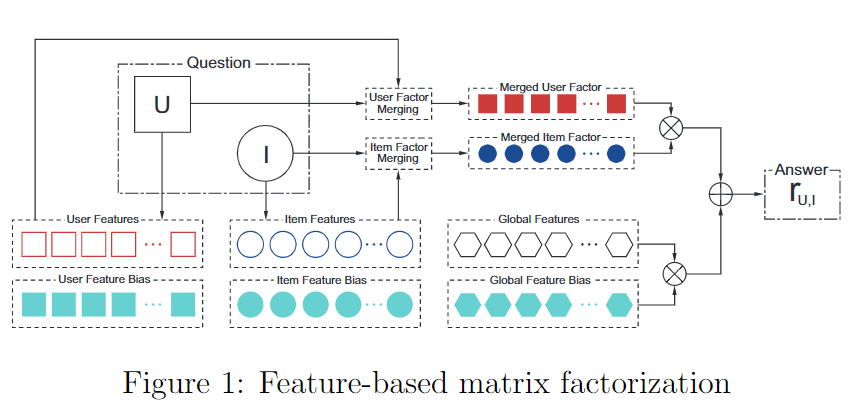 Question
U
I
User Factor
Merging
Item Factor
Merging
Merged User Factor
...
Merged Item Factor
...
Answer
r U,I
User Features
...
Item Features
...
Global Features
...
User Feature Bias
...
Item Feature Bias
...
Global Feature Bias
...
Figure 1: Feature-based matrix factorization